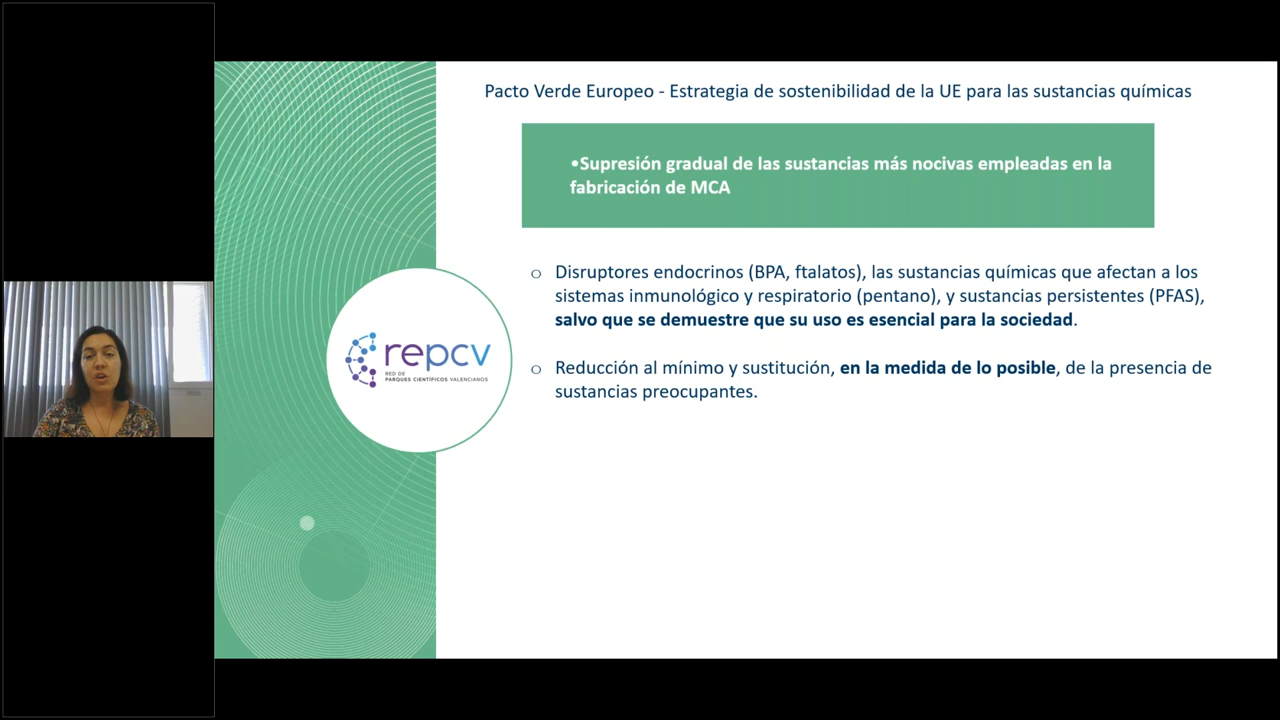 Pacto Verde Europeo - Estrategia de sostenibilidad de la UE para las sustancias químicas
•Supresión gradual de las sustancias más nocivas empleadas en la
fabricación de MCA
o Disruptores endocrinos (BPA, ftalatos), las sustancias químicas que afectan a los
sistemas inmunológico y respiratorio (pentano), y sustancias persistentes (PFAS),
salvo que se demuestre que su uso es esencial para la sociedad.
o Reducción al mínimo y sustitución, en la medida de lo posible, de la presencia de
sustancias preocupantes.
repcv
RED DE
PARQUES CIENTÍFICOS VALENCIANOS